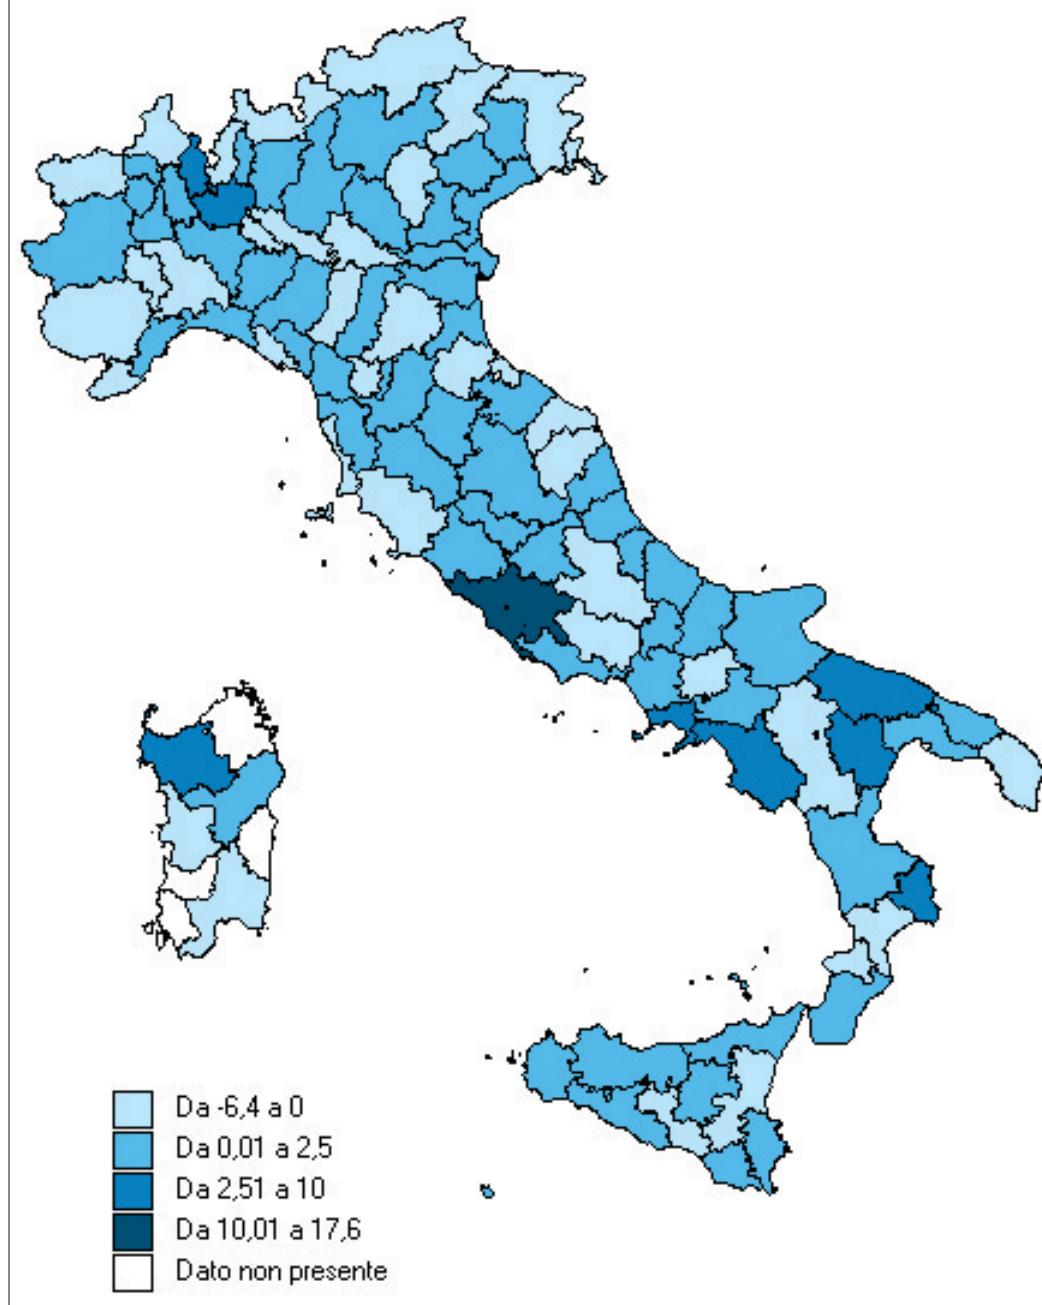 Da -6,4 a 0
Da 0,01 a 2,5
Da 2,51 a 10
Da 10,01 a 17,6
Dato non presente